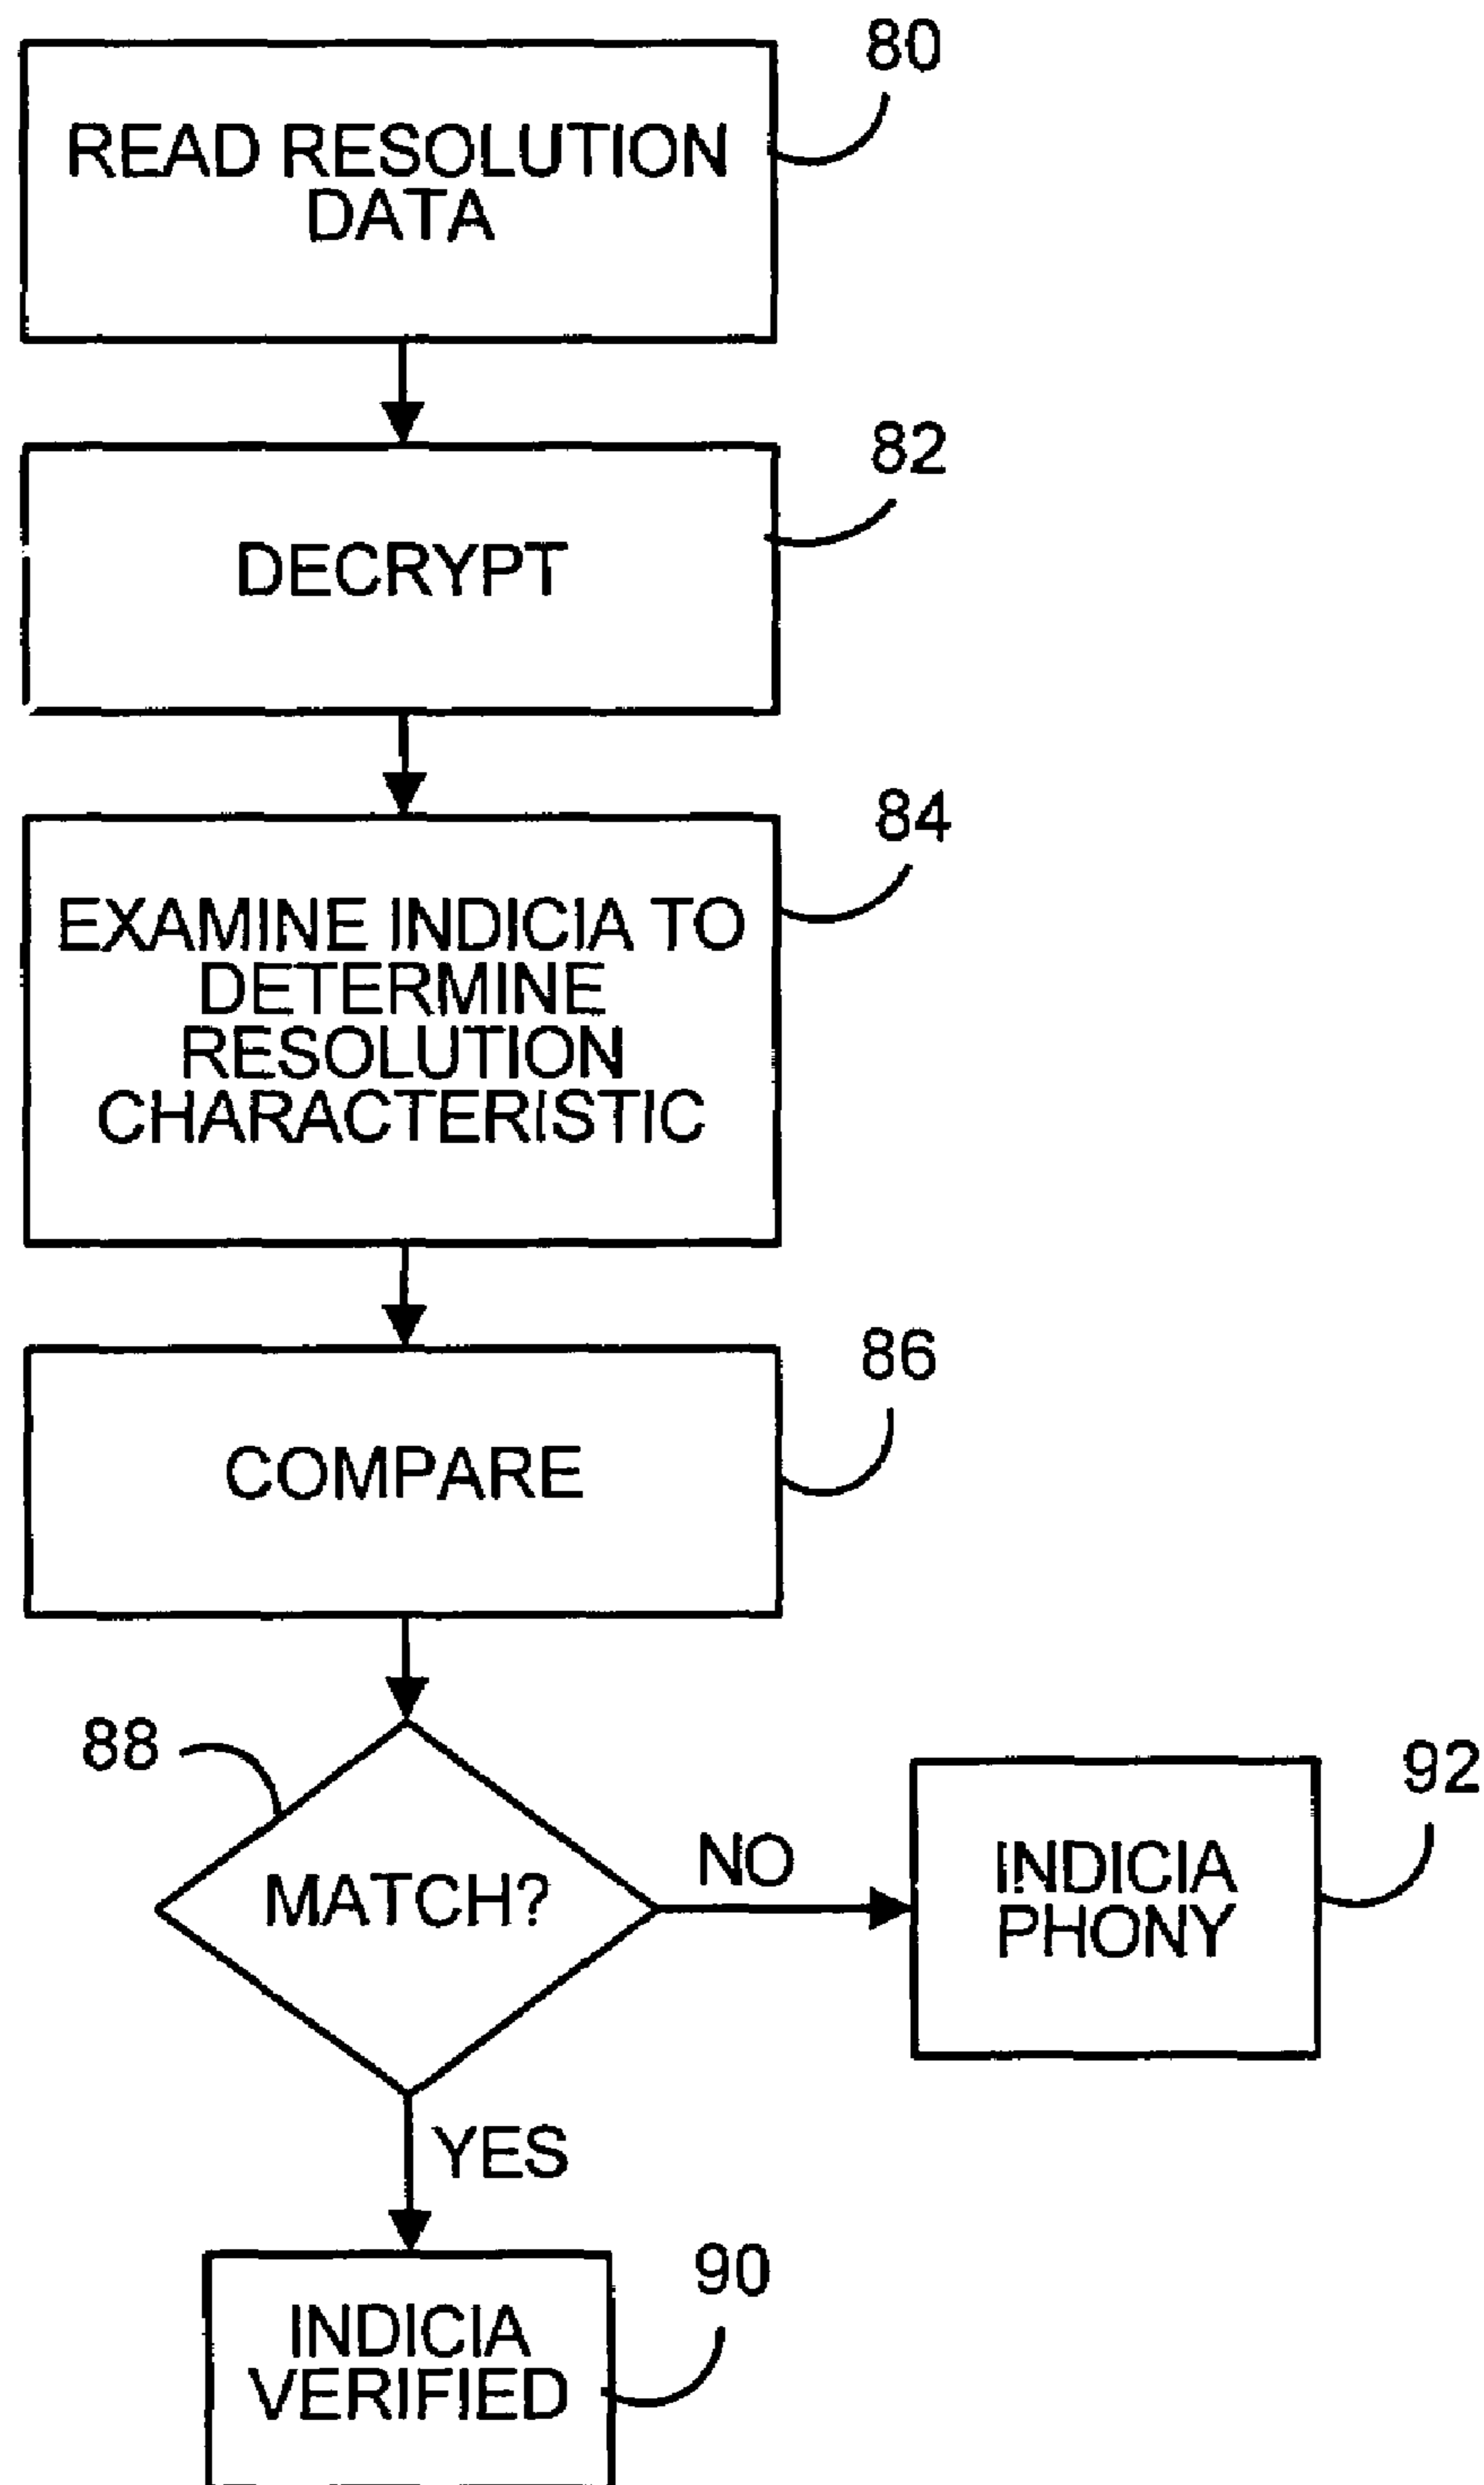 80
READ RESOLUTION
DATA
82
DECRYPT
84
EXAMINE INDICIA TO
DETERMINE
RESOLUTION
CHARACTERISTIC
86
COMPARE
88
MATCH?
NO
92
INDICIA
PHONY
YES
90
INDICIA
VERIFIED